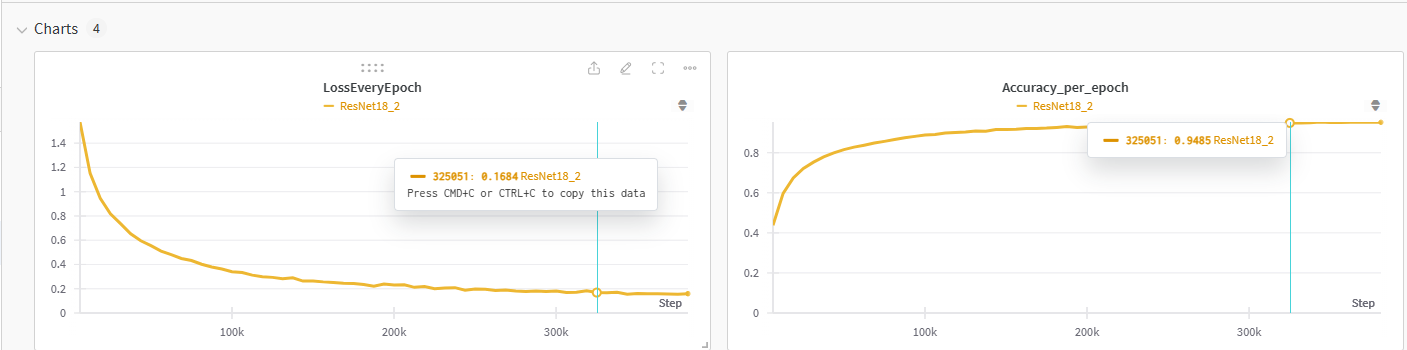 Charts 4
LossEveryEpoch
ResNet18_2
1.4
1.2
1
0.8
0.6
0.4
0.2
0
100k
200k
300k
Step
325051: 0.1684 ResNet18_2
Press CMD+C or CTRL+C to copy this data
Accuracy_per_epoch
ResNet18_2
0.8
0.6
0.4
0.2
0
100k
200k
300k
Step
325051: 0.9485 ResNet18_2